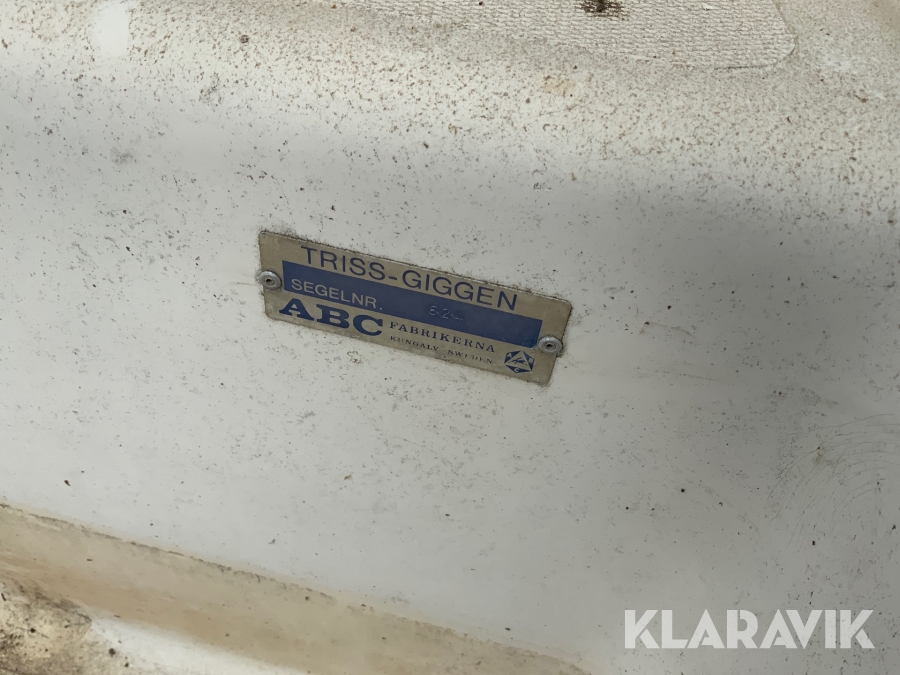 TRISS-GIGGEN
SEGELNR.
ABC FABRIKERNA
KUNGÄLV SWEDEN
KLARAVIK